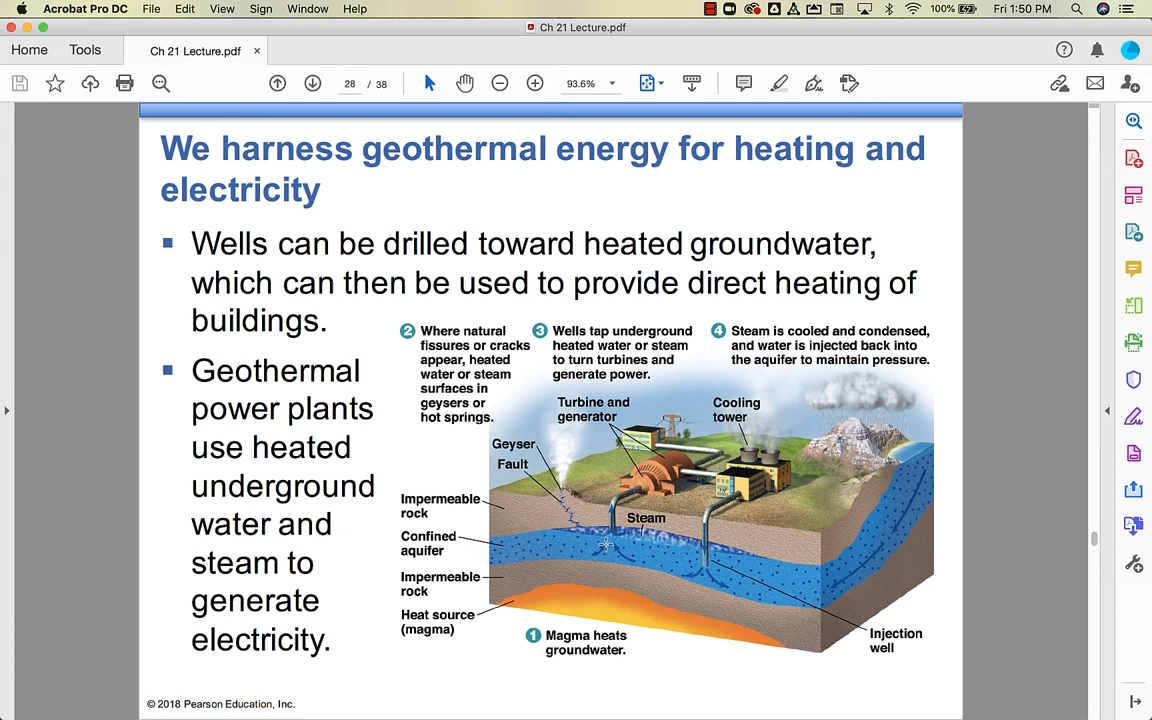 Acrobat Pro DC File Edit View Sign Window Help 100% Fri 1:50 PM
Ch 21 Lecture.pdf
Home Tools Ch 21 Lecture.pdf ×
28 / 38 93.6%
We harness geothermal energy for heating and
electricity
Wells can be drilled toward heated groundwater,
which can then be used to provide direct heating of
buildings.
Geothermal
power plants
use heated
underground
water and
steam to
generate
electricity.
2 Where natural
fissures or cracks
appear, heated
water or steam
surfaces in
geysers or
hot springs.
3 Wells tap underground
heated water or steam
to turn turbines and
generate power.
4 Steam is cooled and condensed,
and water is injected back into
the aquifer to maintain pressure.
Turbine and
generator
Cooling
tower
Geyser
Fault
Impermeable
rock
Steam
Confined
aquifer
Impermeable
rock
Heat source
(magma)
1 Magma heats
groundwater.
Injection
well
© 2018 Pearson Education, Inc.